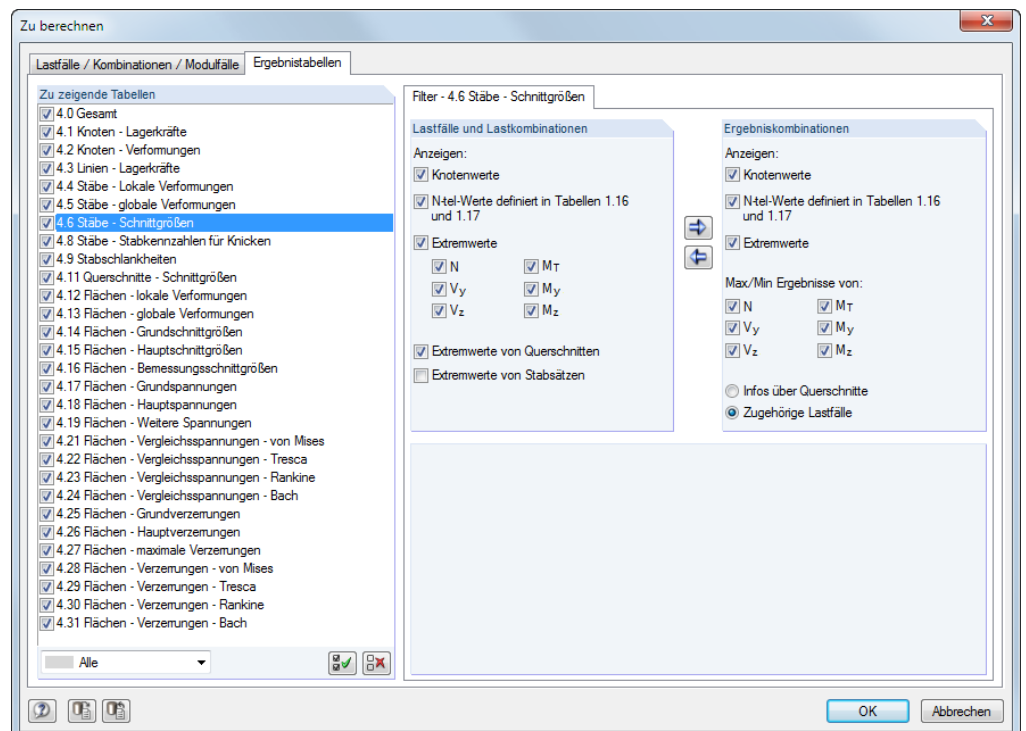 Zu berechnen
Lastfälle / Kombinationen / Modulfälle
Ergebnistabellen
Zu zeigende Tabellen
4.0 Gesamt
4.1 Knoten - Lagerkräfte
4.2 Knoten - Verformungen
4.3 Linien - Lagerkräfte
4.4 Stäbe - Lokale Verformungen
4.5 Stäbe - globale Verformungen
4.6 Stäbe - Schnittgrößen
4.8 Stäbe - Stabkennzahlen für Knicken
4.9 Stabschlankheiten
4.11 Querschnitte - Schnittgrößen
4.12 Flächen - lokale Verformungen
4.13 Flächen - globale Verformungen
4.14 Flächen - Grundschnittgrößen
4.15 Flächen - Hauptschnittgrößen
4.16 Flächen - Bemessungsschnittgrößen
4.17 Flächen - Grundspannungen
4.18 Flächen - Hauptspannungen
4.19 Flächen - Weitere Spannungen
4.21 Flächen - Vergleichsspannungen - von Mises
4.22 Flächen - Vergleichsspannungen - Tresca
4.23 Flächen - Vergleichsspannungen - Rankine
4.24 Flächen - Vergleichsspannungen - Bach
4.25 Flächen - Grundverzerrungen
4.26 Flächen - Hauptverzerrungen
4.27 Flächen - maximale Verzerrungen
4.28 Flächen - Verzerrungen - von Mises
4.29 Flächen - Verzerrungen - Tresca
4.30 Flächen - Verzerrungen - Rankine
4.31 Flächen - Verzerrungen - Bach
Alle
Filter - 4.6 Stäbe - Schnittgrößen
Lastfälle und Lastkombinationen
Anzeigen:
Knotenwerte
N-tel-Werte definiert in Tabellen 1.16
und 1.17
Extremwerte
N MT
Vy My
Vz Mz
Extremwerte von Querschnitten
Extremwerte von Stabsätzen
Ergebniskombinationen
Anzeigen:
Knotenwerte
N-tel-Werte definiert in Tabellen 1.16
und 1.17
Extremwerte
Max/Min Ergebnisse von:
N MT
Vy My
Vz Mz
Infos über Querschnitte
Zugehörige Lastfälle
OK
Abbrechen